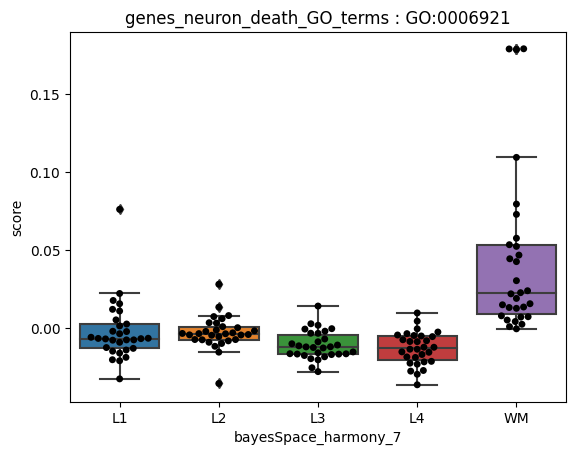 genes_neuron_death_GO_terms : GO:0006921
score
0.15
0.10
0.05
0.00
L1 L2 L3 L4 WM
bayesSpace_harmony_7